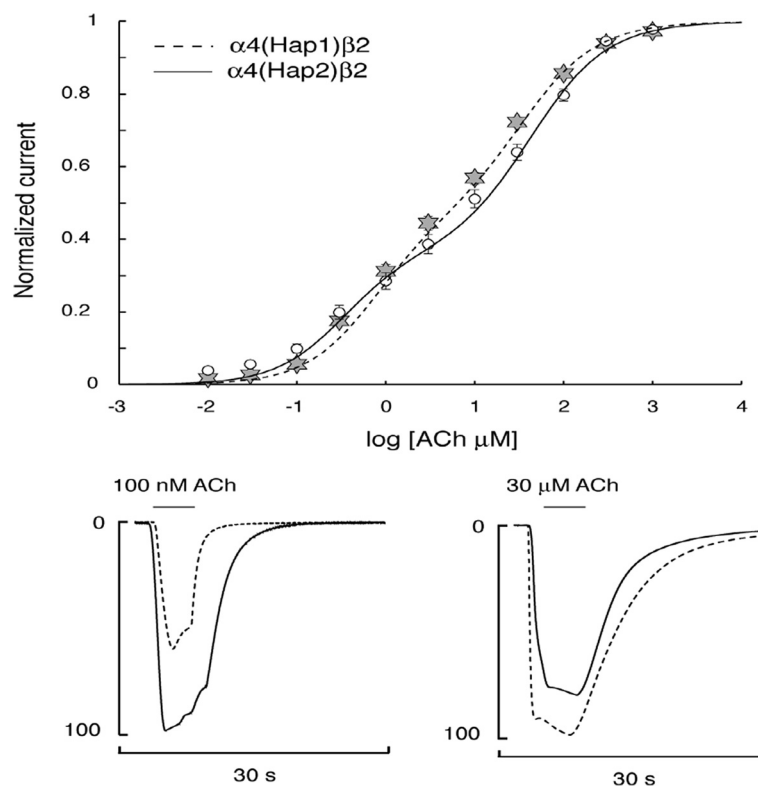 α4(Hap1)β2
α4(Hap2)β2
Normalized current
1
0.8
0.6
0.4
0.2
0
-3
-2
-1
0
1
2
3
4
log [ACh μM]
100 nM ACh
0
100
30 s
30 μM ACh
0
100
30 s